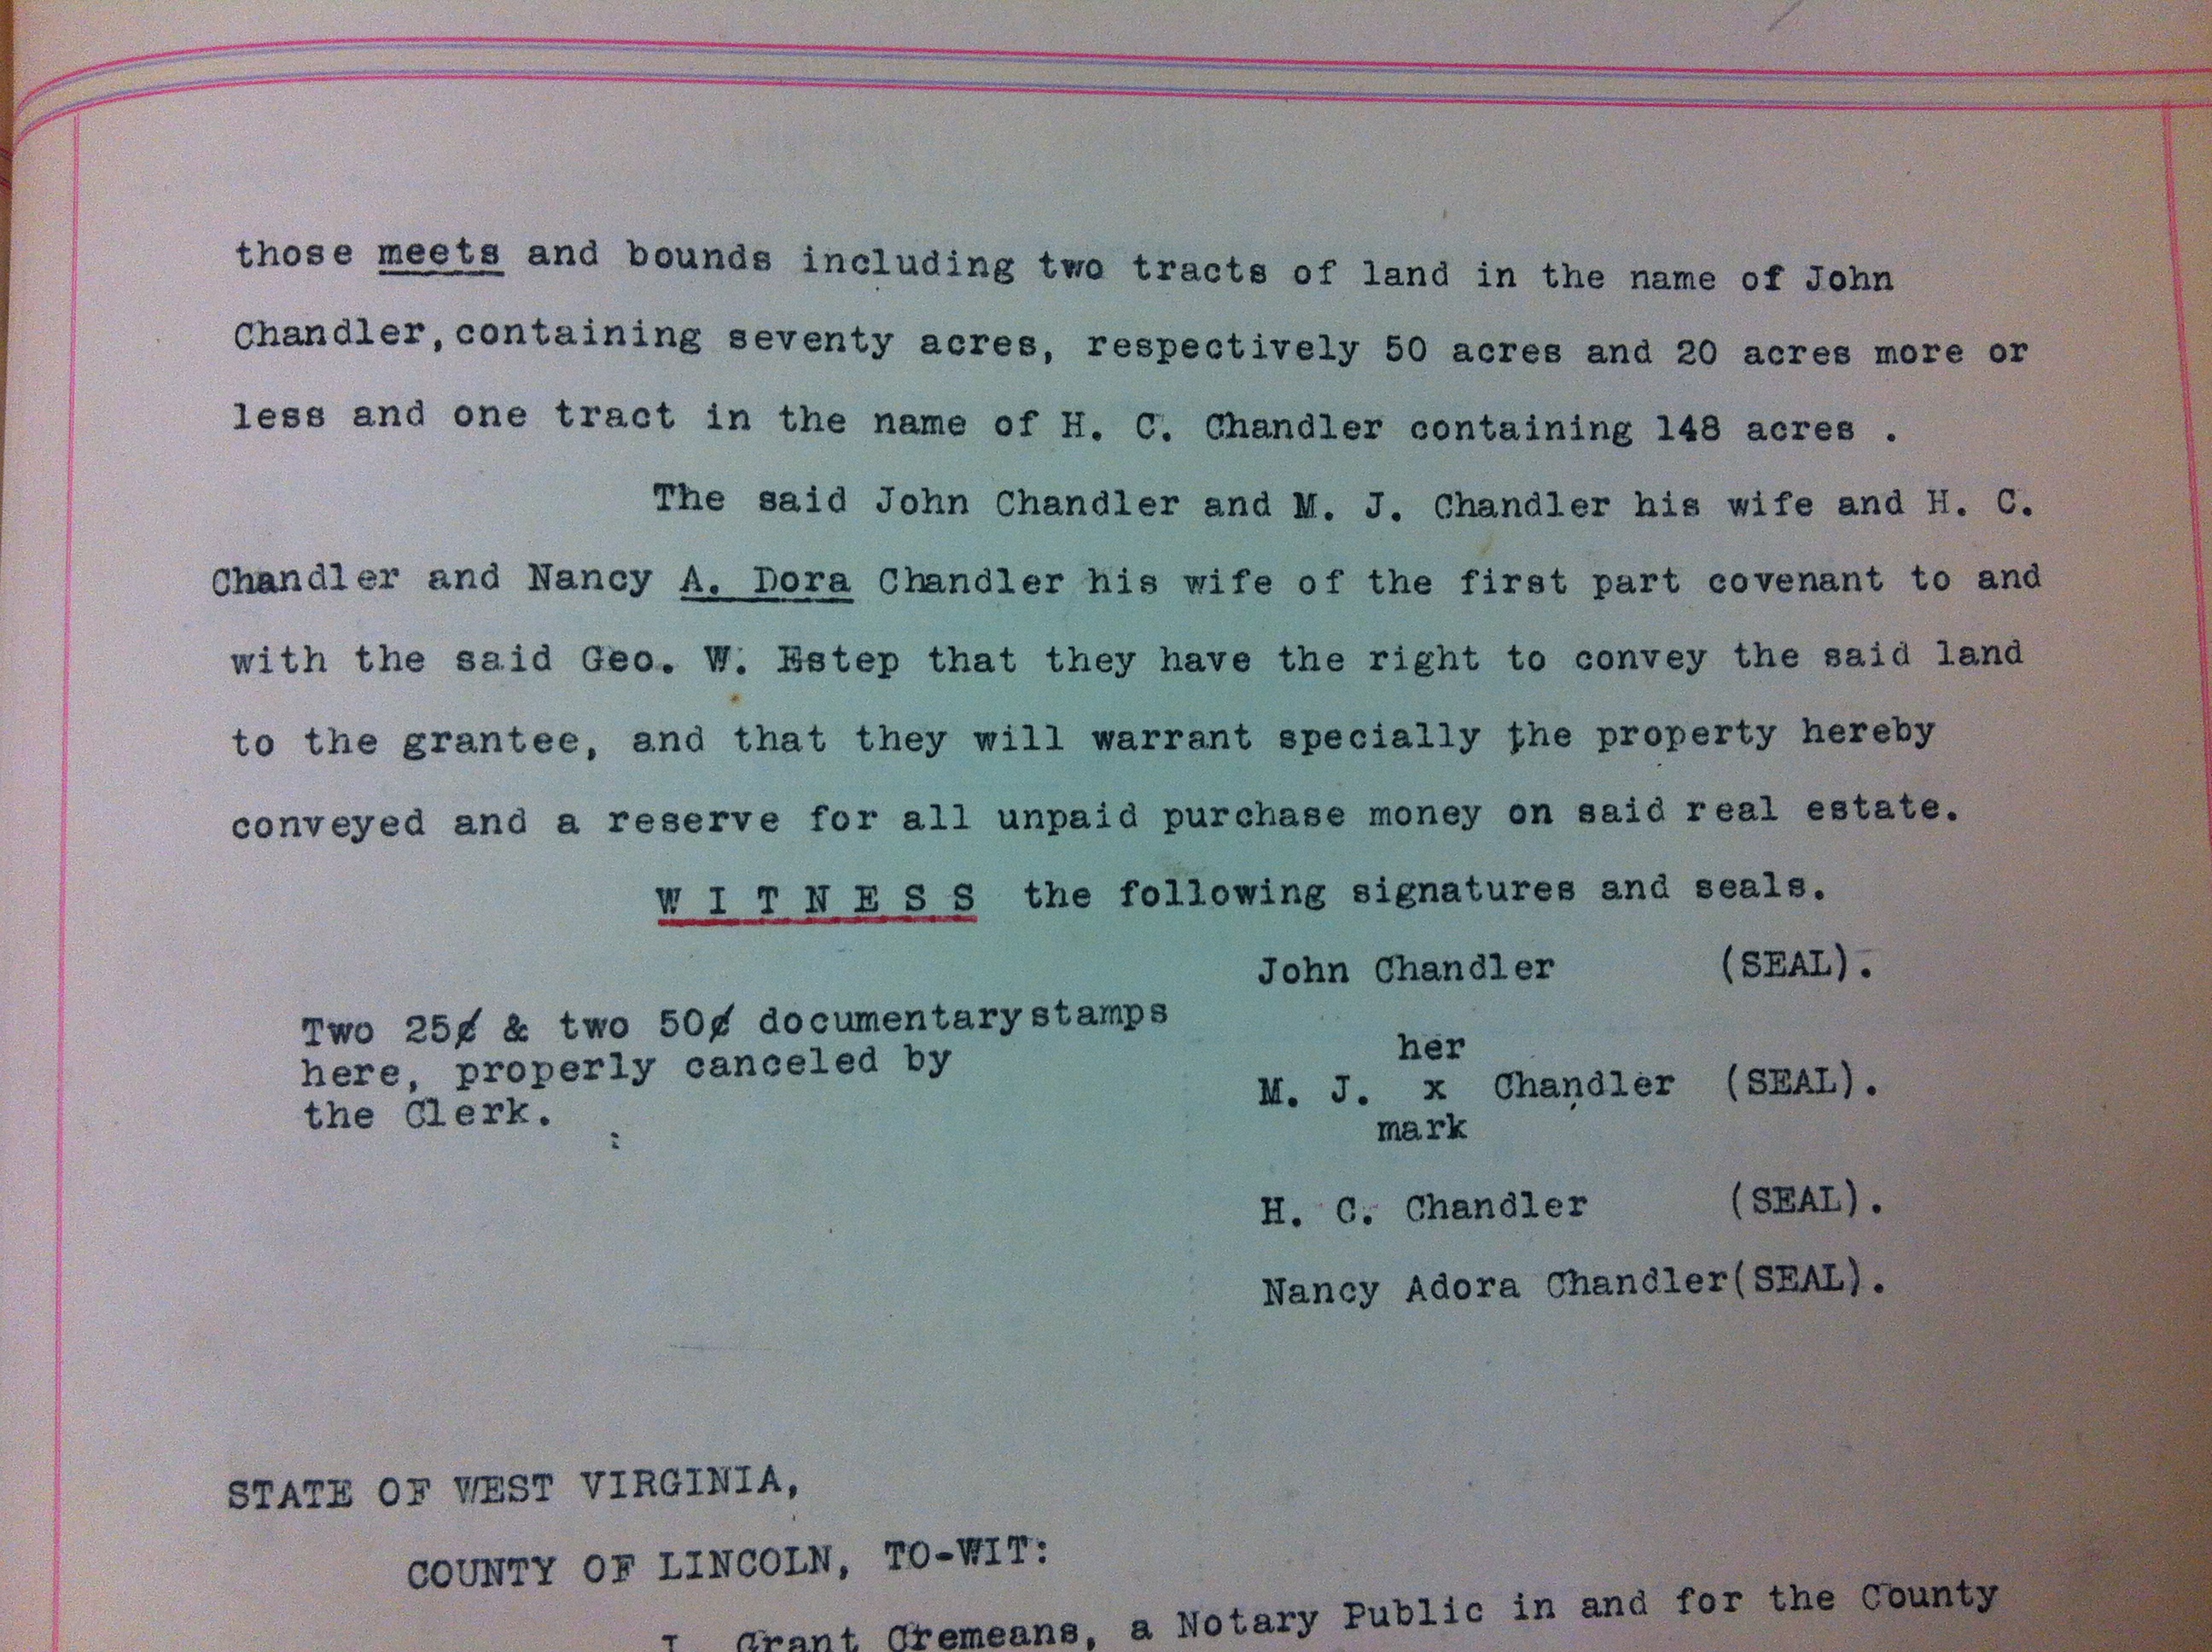 those meets and bounds including two tracts of land in the name of John
Chandler, containing seventy acres, respectively 50 acres and 20 acres more or
less and one tract in the name of H. C. Chandler containing 148 acres .
The said John Chandler and M. J. Chandler his wife and H. C.
Chandler and Nancy A. Dora Chandler his wife of the first part covenant to and
with the said Geo. W. Estep that they have the right to convey the said land
to the grantee, and that they will warrant specially the property hereby
conveyed and a reserve for all unpaid purchase money on said real estate.
W I T N E S S the following signatures and seals.
John Chandler (SEAL).
Two 25¢ & two 50¢ documentary stamps
here, properly canceled by
the Clerk.
her
M. J. x Chandler (SEAL).
mark
H. C. Chandler (SEAL).
Nancy Adora Chandler(SEAL).
STATE OF WEST VIRGINIA,
COUNTY OF LINCOLN, TO-WIT:
I Grant Cremeans, a Notary Public in and for the County